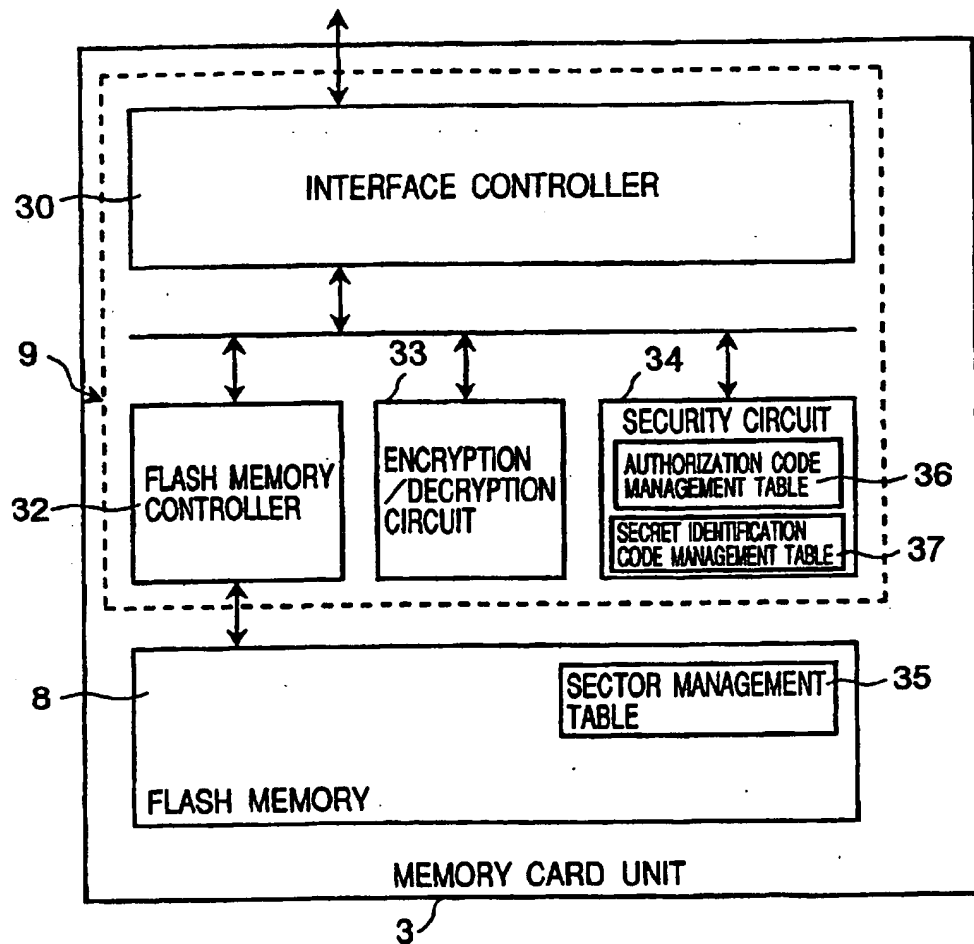 INTERFACE CONTROLLER
30
9
33
34
FLASH MEMORY
CONTROLLER
32
ENCRYPTION
/DECRYPTION
CIRCUIT
SECURITY CIRCUIT
AUTHORIZATION CODE
MANAGEMENT TABLE
36
SECRET IDENTIFICATION
CODE MANAGEMENT TABLE
37
8
SECTOR MANAGEMENT
TABLE
35
FLASH MEMORY
MEMORY CARD UNIT
3